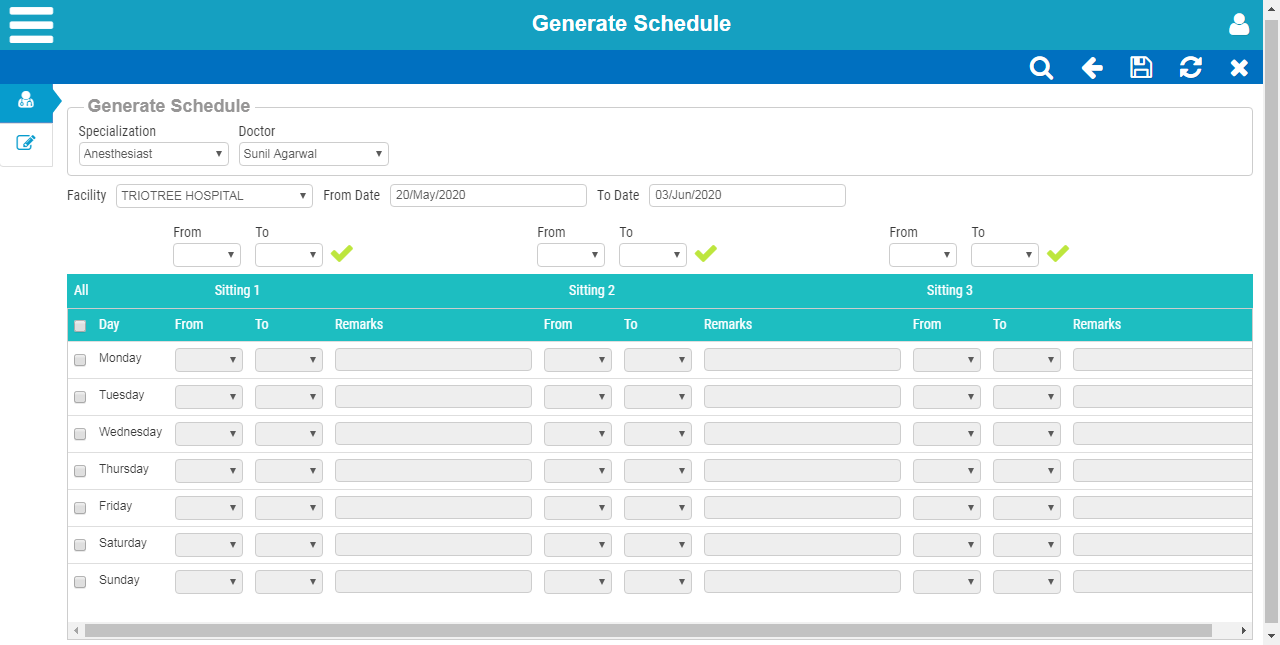 Generate Schedule
Generate Schedule
Specialization Doctor
Anesthesiast Sunil Agarwal
Facility TRIOTREE HOSPITAL From Date 20/May/2020 To Date 03/Jun/2020
From To From To From To
All Sitting 1 Sitting 2 Sitting 3
Day From To Remarks From To Remarks From To Remarks
Monday
Tuesday
Wednesday
Thursday
Friday
Saturday
Sunday